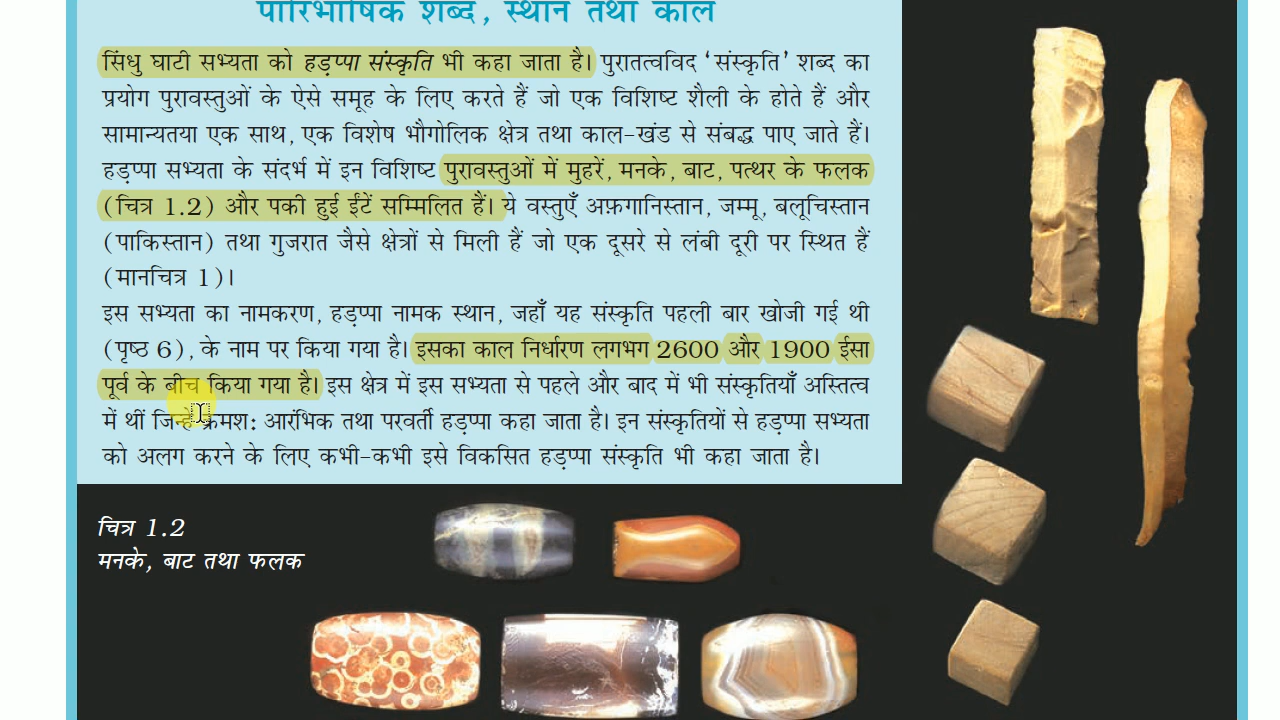 पारिभाषिक शब्द, स्थान तथा काल
सिंधु घाटी सभ्यता को हड़प्पा संस्कृति भी कहा जाता है। पुरातत्वविद ‘संस्कृति’ शब्द का
प्रयोग पुरावस्तुओं के ऐसे समूह के लिए करते हैं जो एक विशिष्ट शैली के होते हैं और
सामान्यतया एक साथ, एक विशेष भौगोलिक क्षेत्र तथा काल-खंड से संबद्ध पाए जाते हैं।
हड़प्पा सभ्यता के संदर्भ में इन विशिष्ट पुरावस्तुओं में मुहरें, मनके, बाट, पत्थर के फलक
(चित्र 1.2) और पकी हुई ईंटें सम्मिलित हैं। ये वस्तुएँ अफ़गानिस्तान, जम्मू, बलूचिस्तान
(पाकिस्तान) तथा गुजरात जैसे क्षेत्रों से मिली हैं जो एक दूसरे से लंबी दूरी पर स्थित हैं
(मानचित्र 1)।
इस सभ्यता का नामकरण, हड़प्पा नामक स्थान, जहाँ यह संस्कृति पहली बार खोजी गई थी
(पृष्ठ 6), के नाम पर किया गया है। इसका काल निर्धारण लगभग 2600 और 1900 ईसा
पूर्व के बीच किया गया है। इस क्षेत्र में इस सभ्यता से पहले और बाद में भी संस्कृतियाँ अस्तित्व
में थीं जिन्हें क्रमश: आरंभिक तथा परवर्ती हड़प्पा कहा जाता है। इन संस्कृतियों से हड़प्पा सभ्यता
को अलग करने के लिए कभी-कभी इसे विकसित हड़प्पा संस्कृति भी कहा जाता है।
चित्र 1.2
मनके, बाट तथा फलक